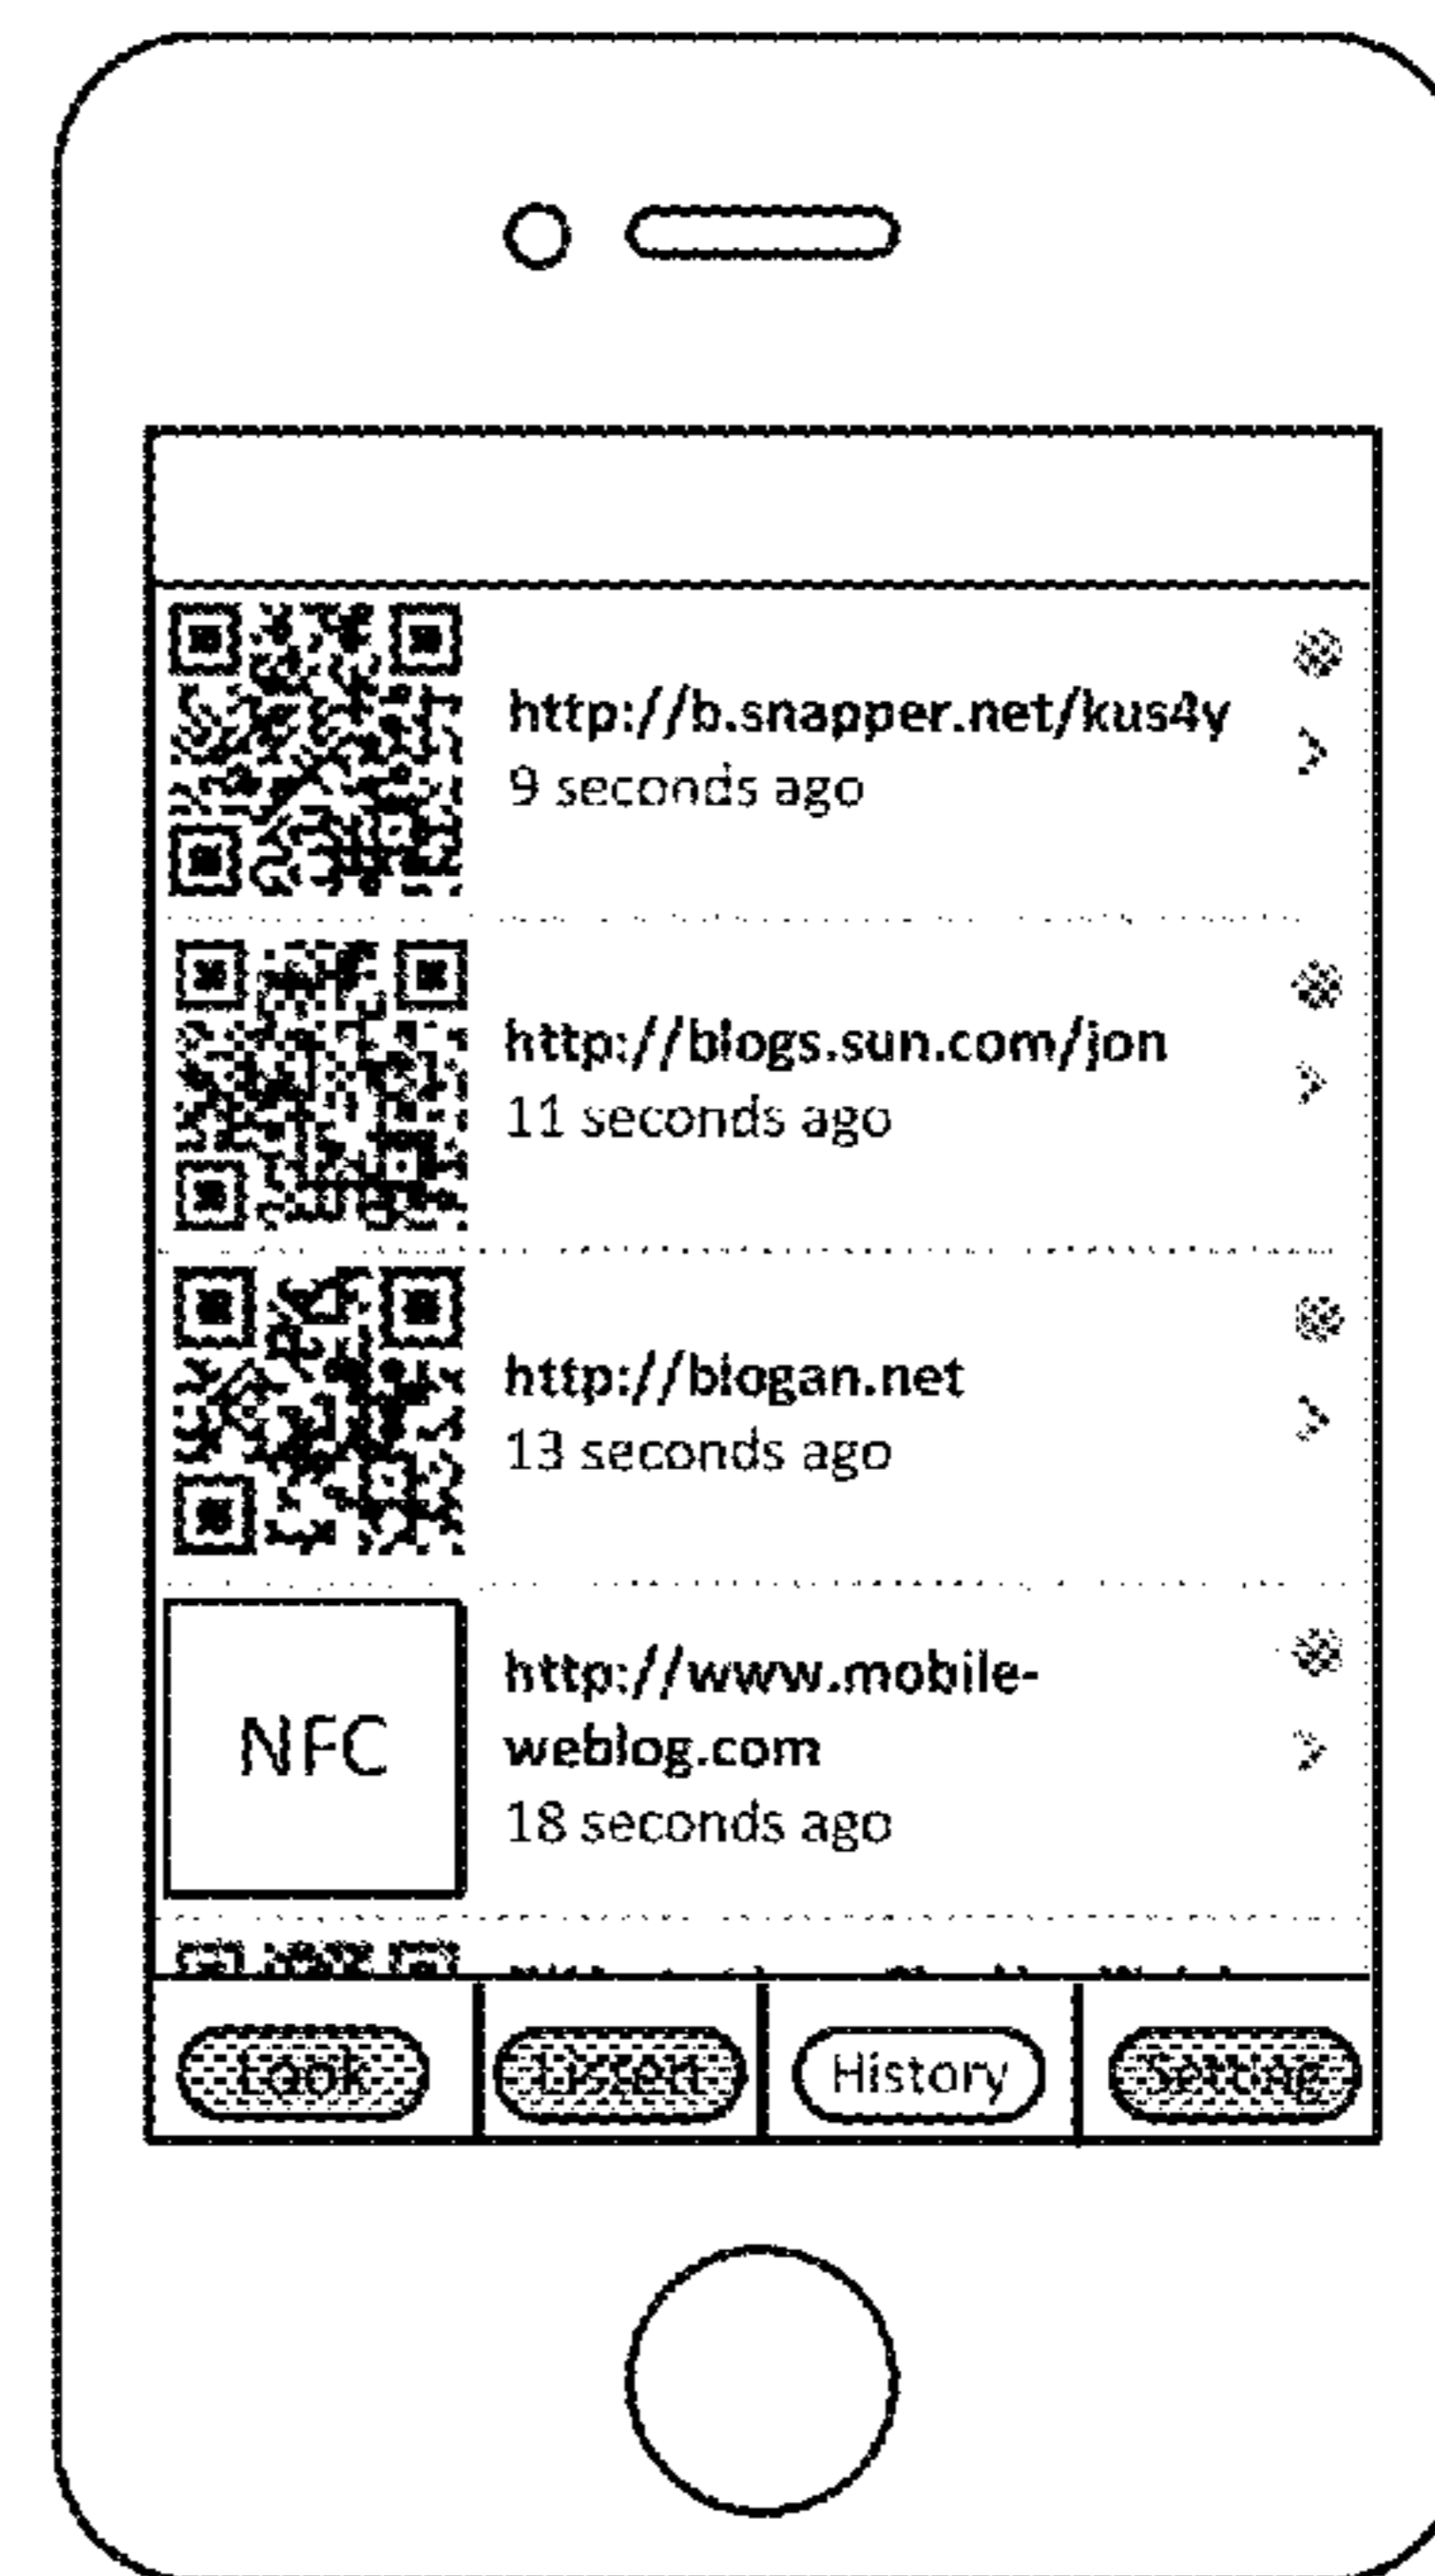 http://b.snapper.net/kus4y
9 seconds ago
http://blogs.sun.com/jon
11 seconds ago
http://blogan.net
13 seconds ago
NFC
http://www.mobile-
weblog.com
18 seconds ago
Look
History
Setting